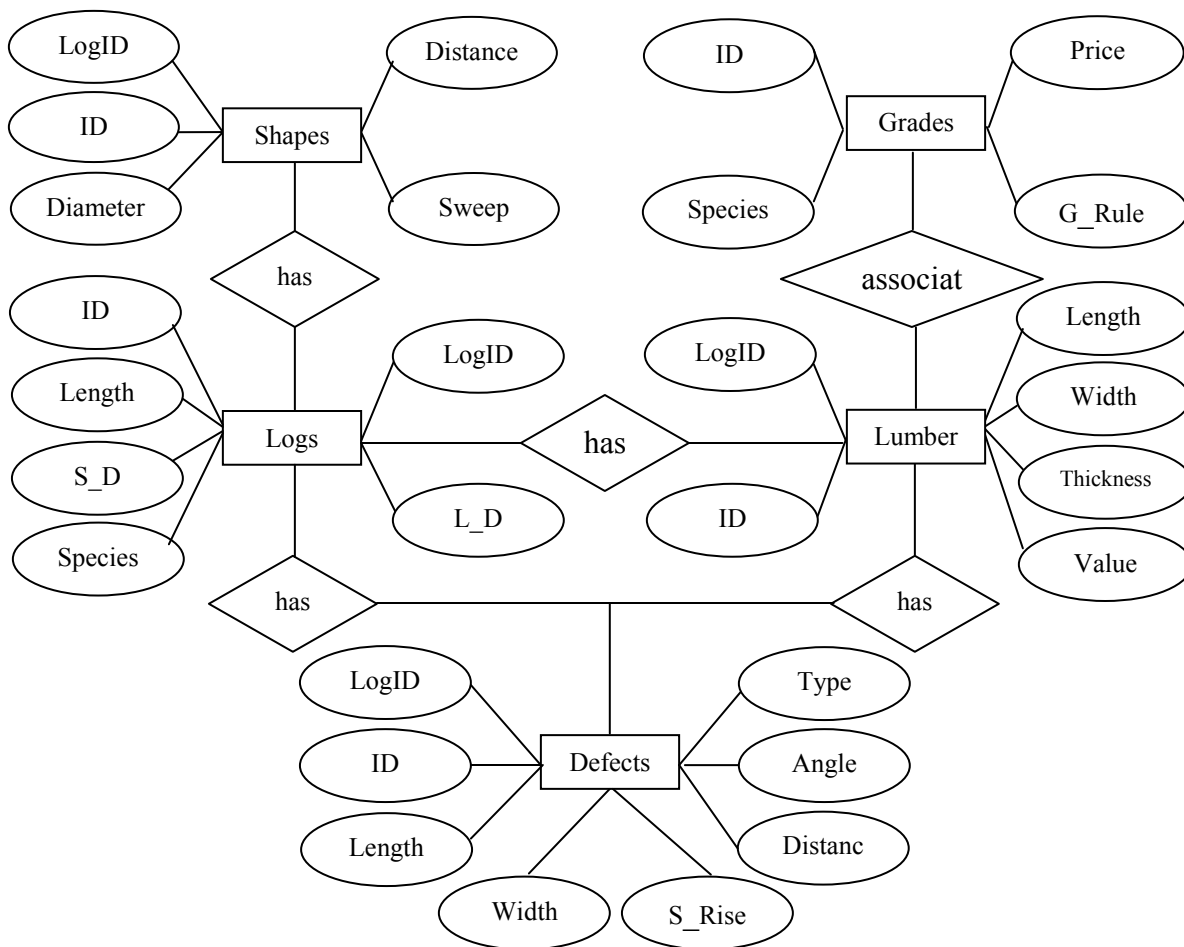 LogID
Distance
ID
Price
ID
Shapes
Grades
Diameter
Sweep
Species
G_Rule
has
associat
ID
Length
LogID
LogID
Length
Width
Logs
has
Lumber
S_D
Thickness
L_D
ID
Species
Value
has
has
LogID
Type
ID
Defects
Angle
Length
Distanc
Width
S_Rise